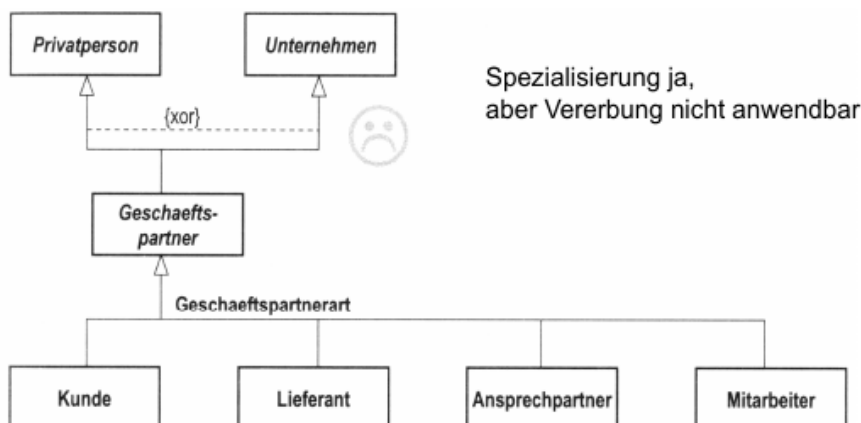 Privatperson
Unternehmen
Spezialisierung ja,
aber Vererbung nicht anwendbar
{xor}
Geschaefts-
partner
Geschaeftspartnerart
Kunde
Lieferant
Ansprechpartner
Mitarbeiter